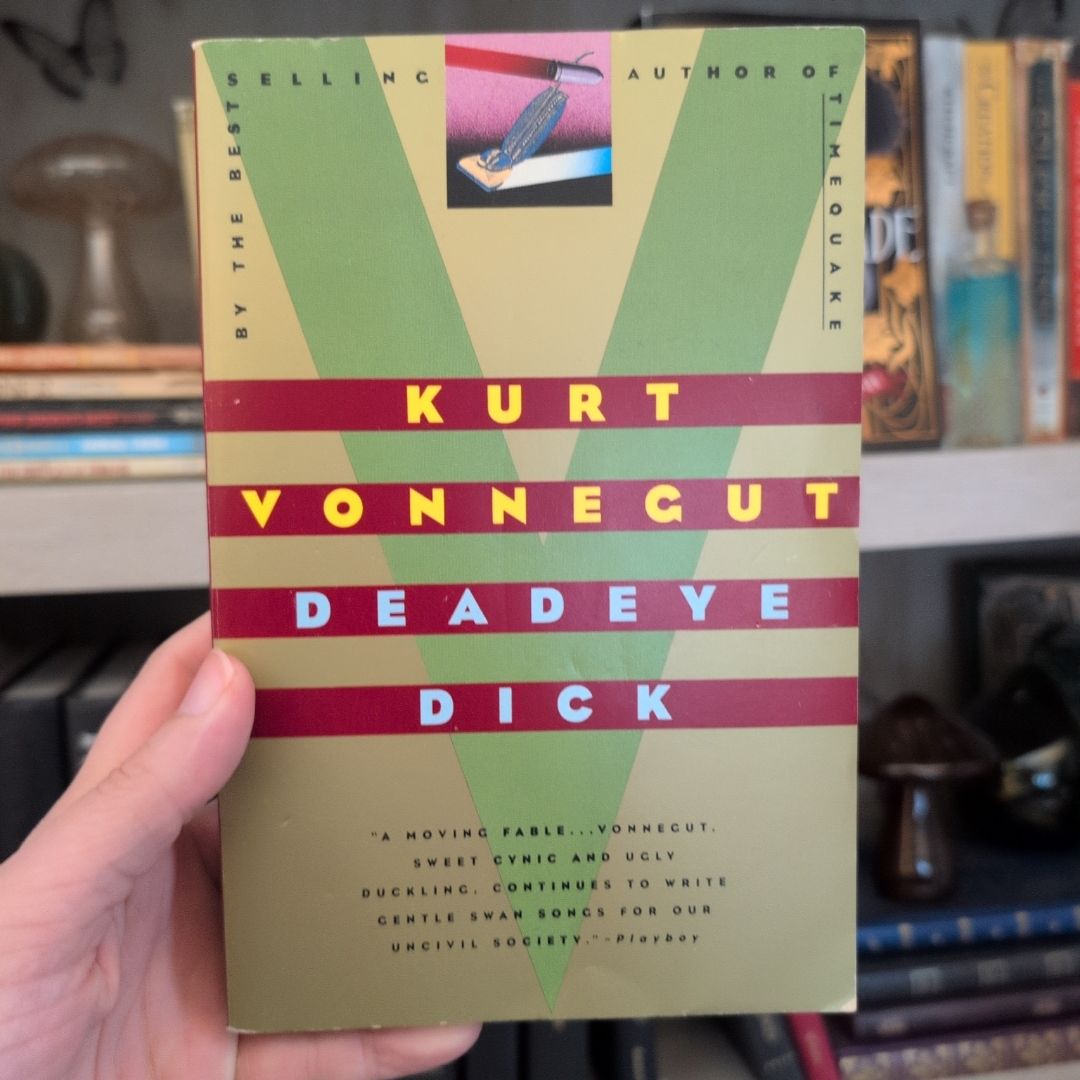 BY THE BEST
SELLING
AUTHOR OF
TIMEQUAKE
KURT
VONNEGUT
DEADEYE
DICK
"A MOVING FABLE...VONNEGUT,
SWEET CYNIC AND UGLY
DUCKLING, CONTINUES TO WRITE
GENTLE SWAN SONGS FOR OUR
UNCIVIL SOCIETY."-Playboy